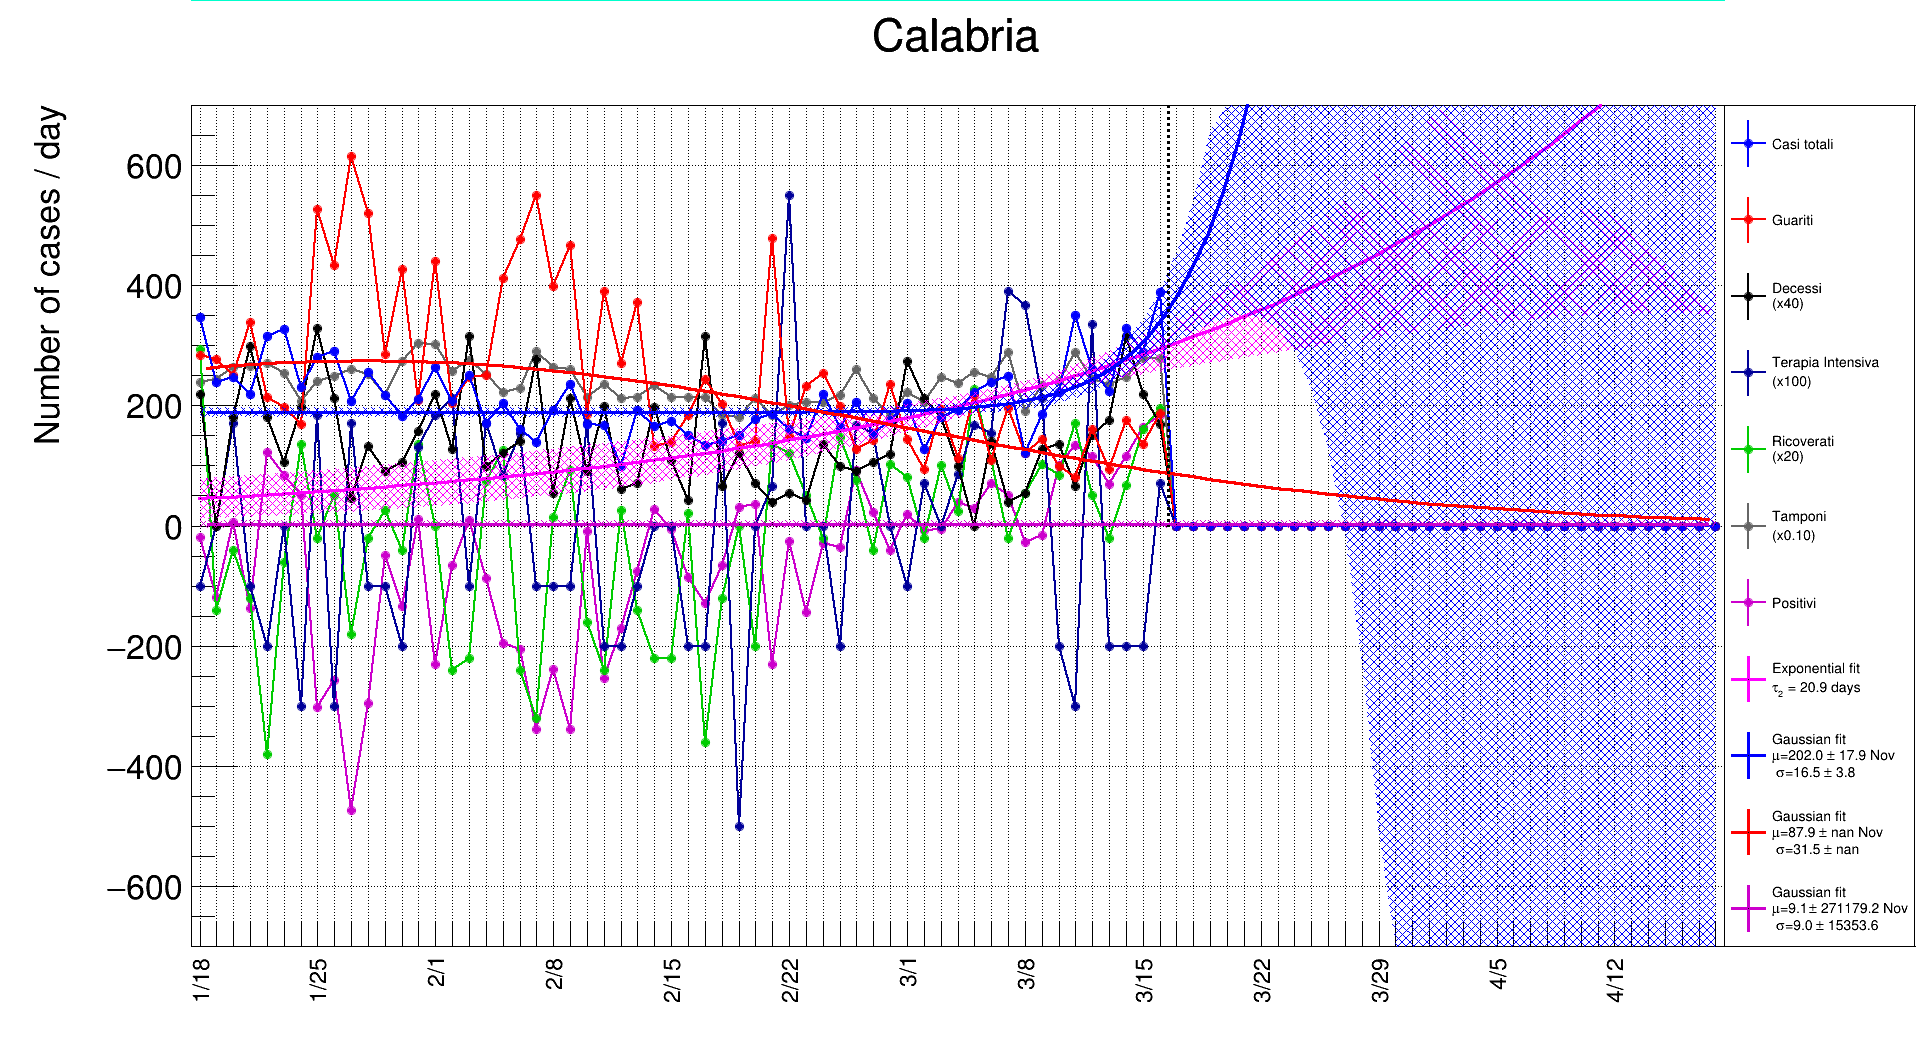 Calabria
Number of cases / day
600
400
200
0
−200
−400
−600
1/18
1/25
2/1
2/8
2/15
2/22
3/1
3/8
3/15
3/22
3/29
4/5
4/12
Casi totali
Guariti
Decessi
(x40)
Terapia Intensiva
(x100)
Ricoverati
(x20)
Tamponi
(x0.10)
Positivi
Exponential fit
τ₂ = 20.9 days
Gaussian fit
μ=202.0 ± 17.9 Nov
σ=16.5 ± 3.8
Gaussian fit
μ=87.9 ± nan Nov
σ=31.5 ± nan
Gaussian fit
μ=9.1 ± 271179.2 Nov
σ=9.0 ± 15353.6